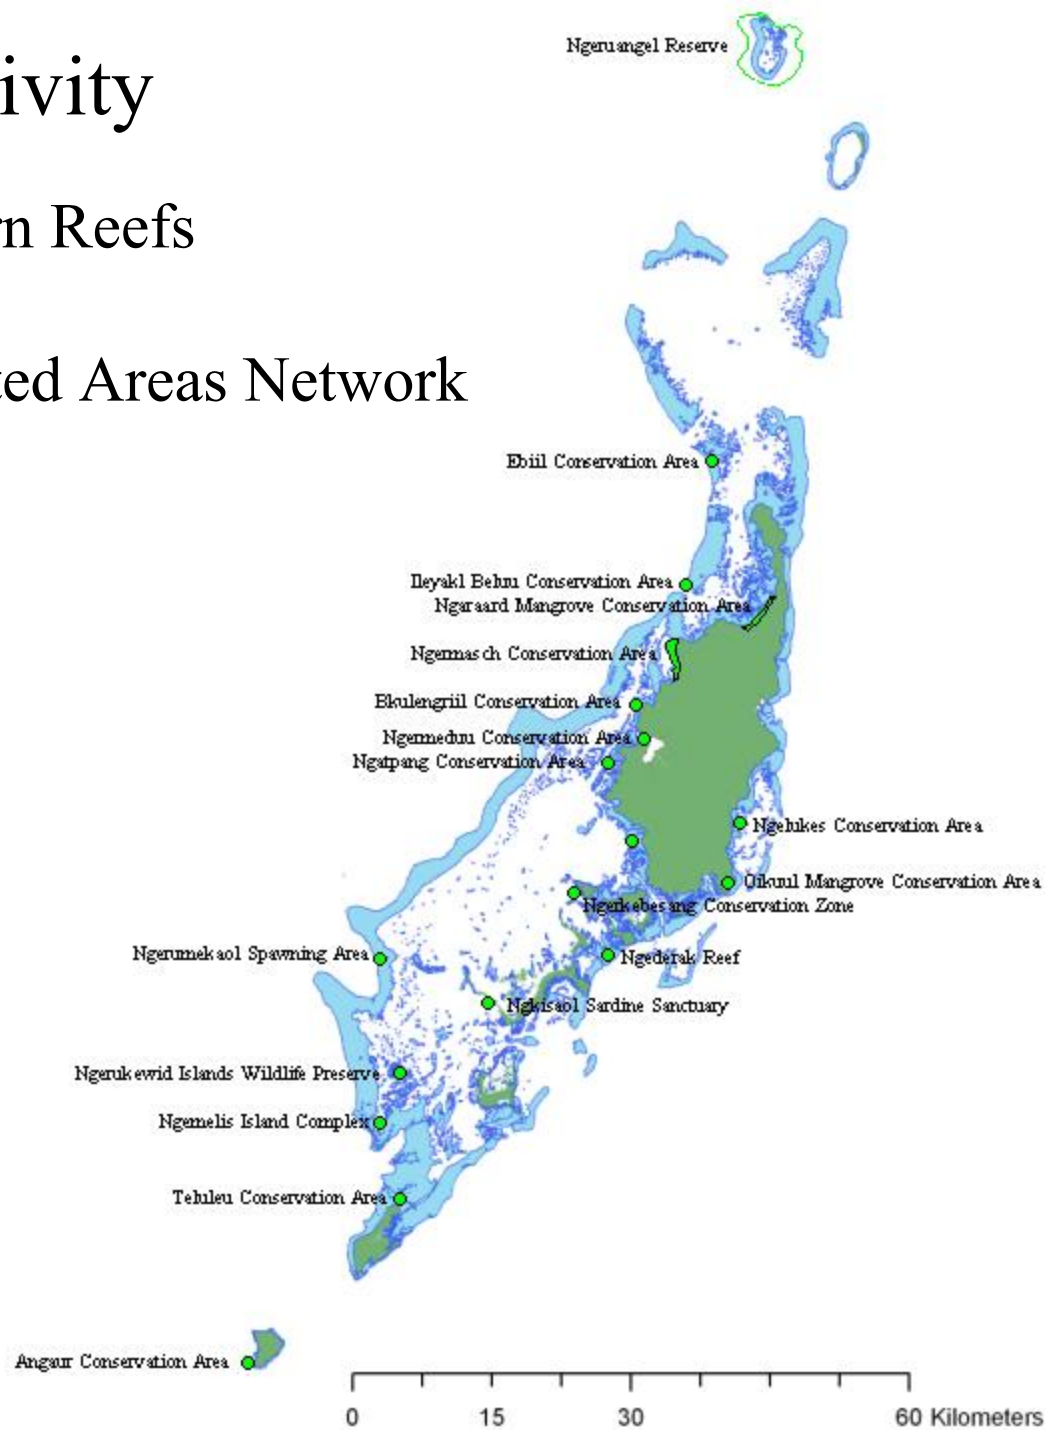 Ngeruangel Reserve
ivity
rn Reefs
ted Areas Network
Ebiil Conservation Area
Ileyakl Beluu Conservation Area
Ngaraard Mangrove Conservation Area
Ngermasch Conservation Area
Bkulengriil Conservation Area
Ngermeduu Conservation Area
Ngatpang Conservation Area
Ngelukes Conservation Area
Oikuul Mangrove Conservation Area
Ngerkebesang Conservation Zone
Ngerumekaol Spawning Area
Ngederak Reef
Ngkisaol Sardine Sanctuary
Ngerukewid Islands Wildlife Preserve
Ngemelis Island Complex
Teluleu Conservation Area
Angaur Conservation Area
0 15 30 60 Kilometers